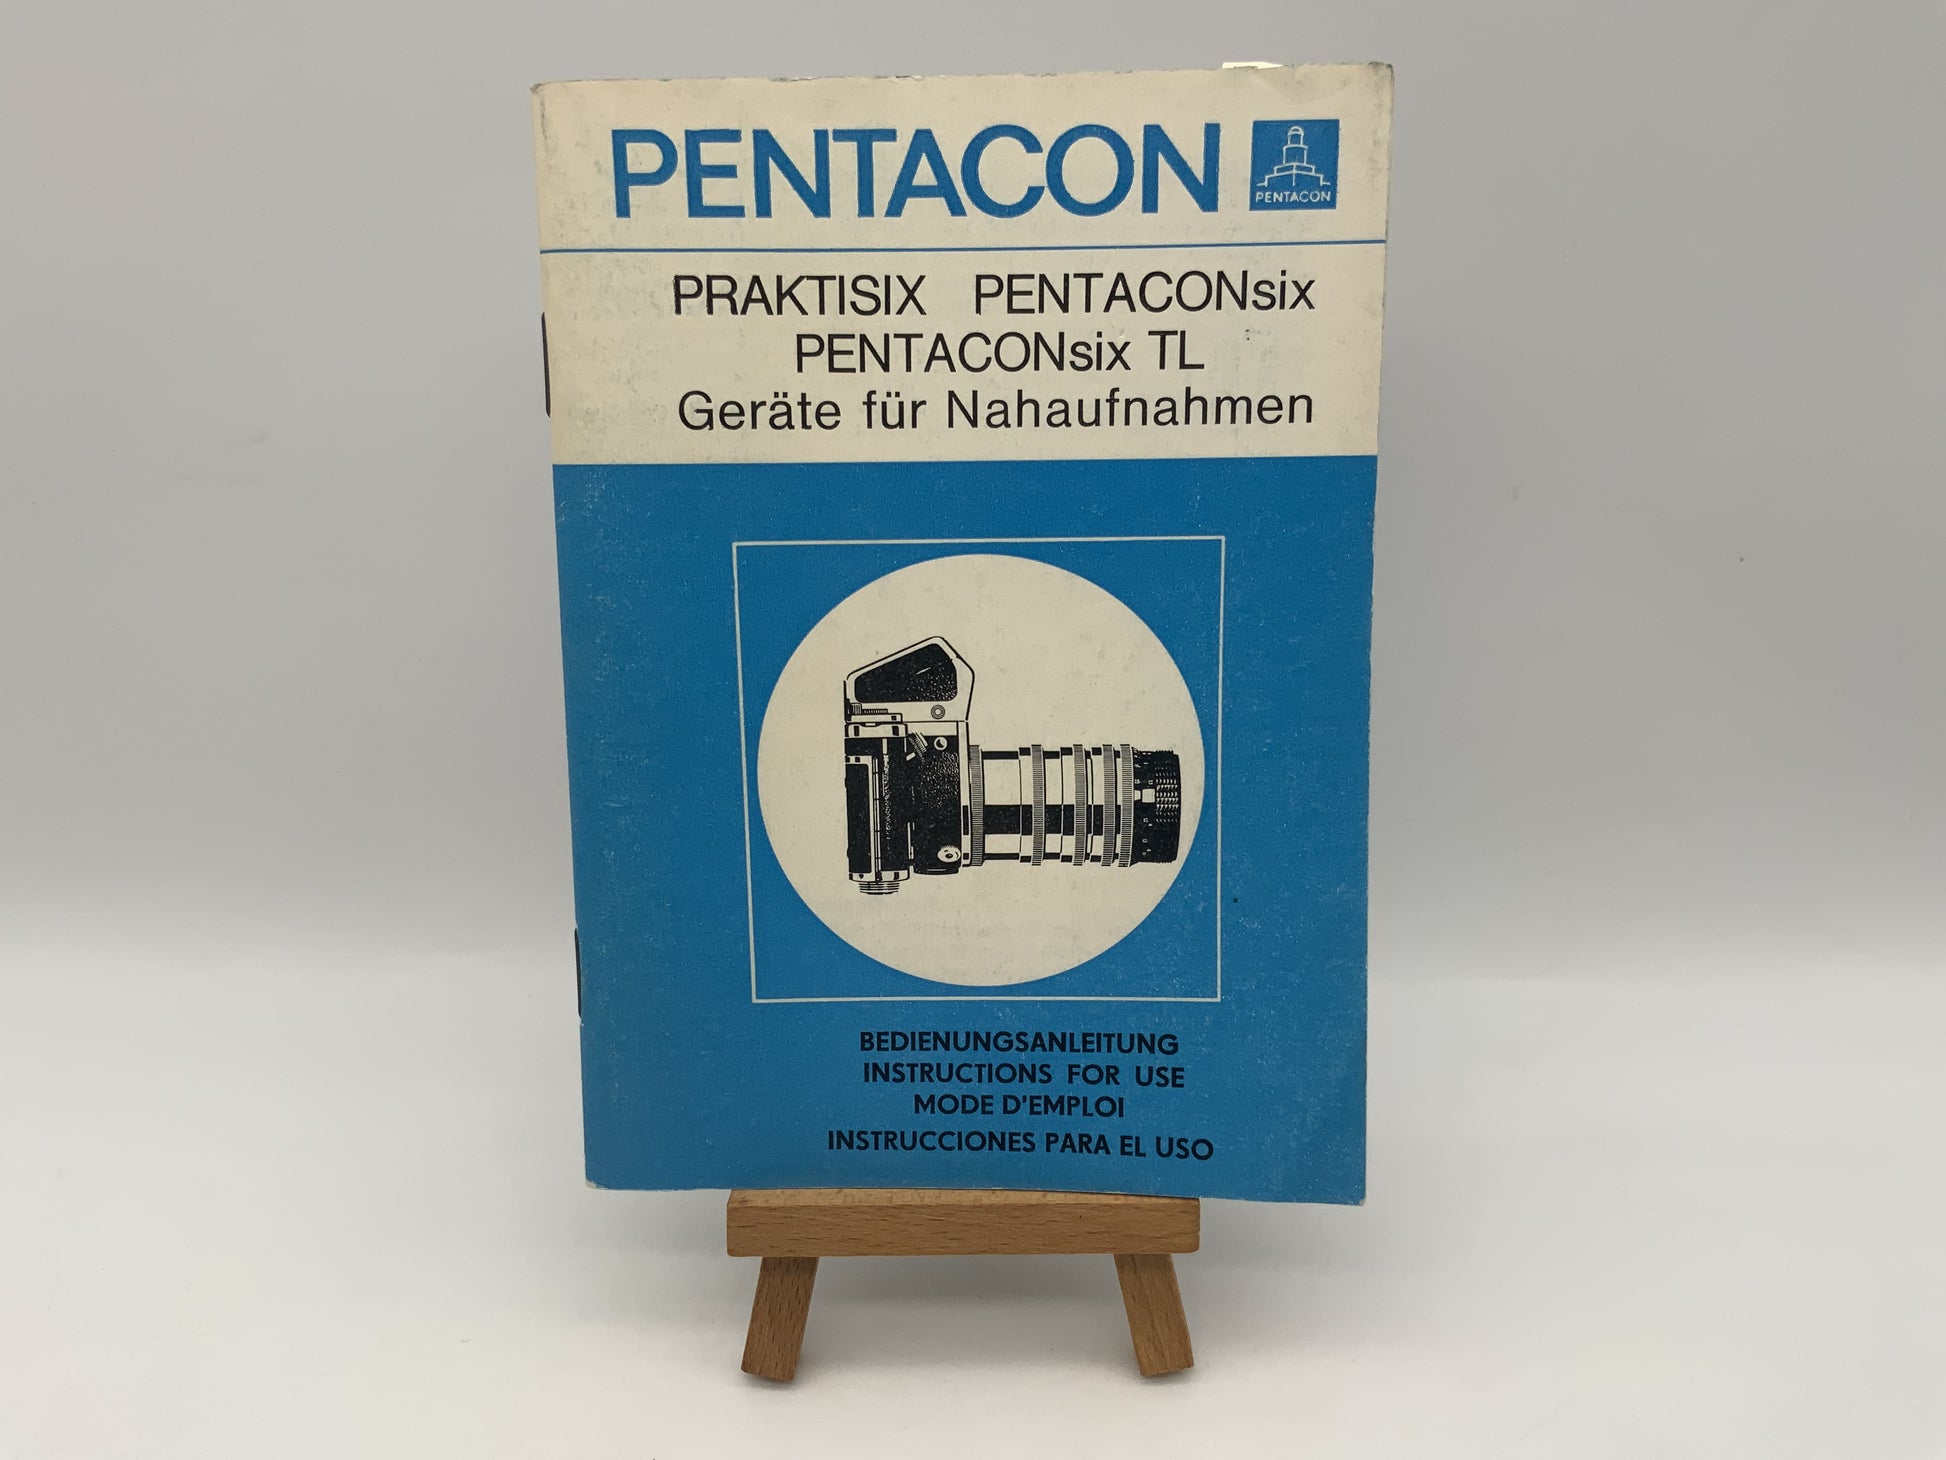 PENTACON
PENTACON
PRAKTISIX PENTACONsix
PENTACONsix TL
Geräte für Nahaufnahmen
BEDIENUNGSANLEITUNG
INSTRUCTIONS FOR USE
MODE D'EMPLOI
INSTRUCCIONES PARA EL USO